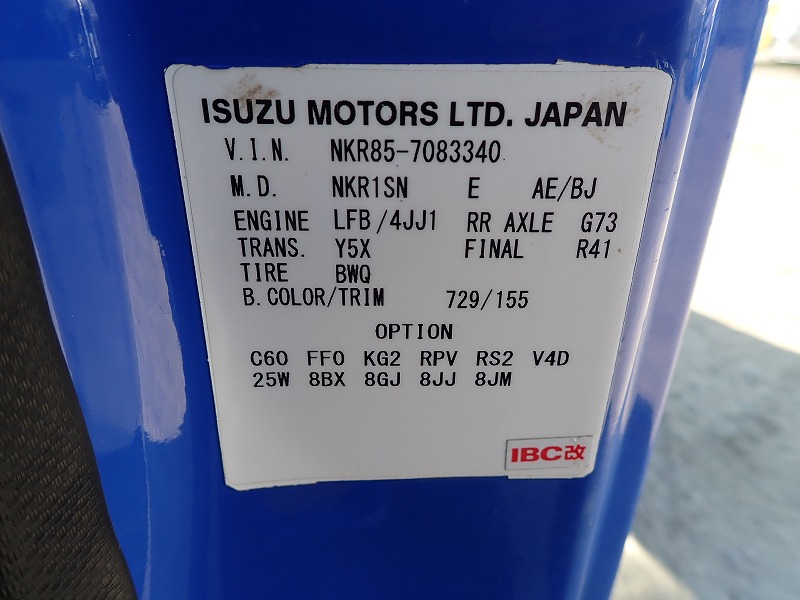 ISUZU MOTORS LTD. JAPAN
V.I.N. NKR85-7083340
M.D. NKR1SN E AE/BJ
ENGINE LFB/4JJ1 RR AXLE G73
TRANS. Y5X FINAL R41
TIRE BWQ
B.COLOR/TRIM 729/155
OPTION
C60 FF0 KG2 RPV RS2 V4D
25W 8BX 8GJ 8JJ 8JM
IBC改